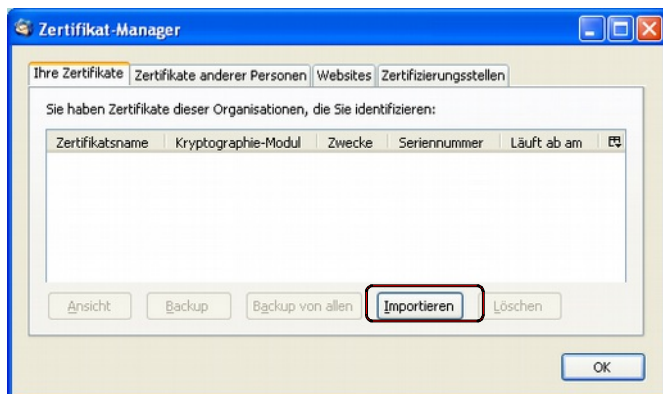 Zertifikat-Manager
Ihre Zertifikate Zertifikate anderer Personen Websites Zertifizierungsstellen
Sie haben Zertifikate dieser Organisationen, die Sie identifizieren:
Zertifikatsname Kryptographie-Modul Zwecke Seriennummer Läuft ab am
Ansicht Backup Backup von allen Importieren Löschen
OK